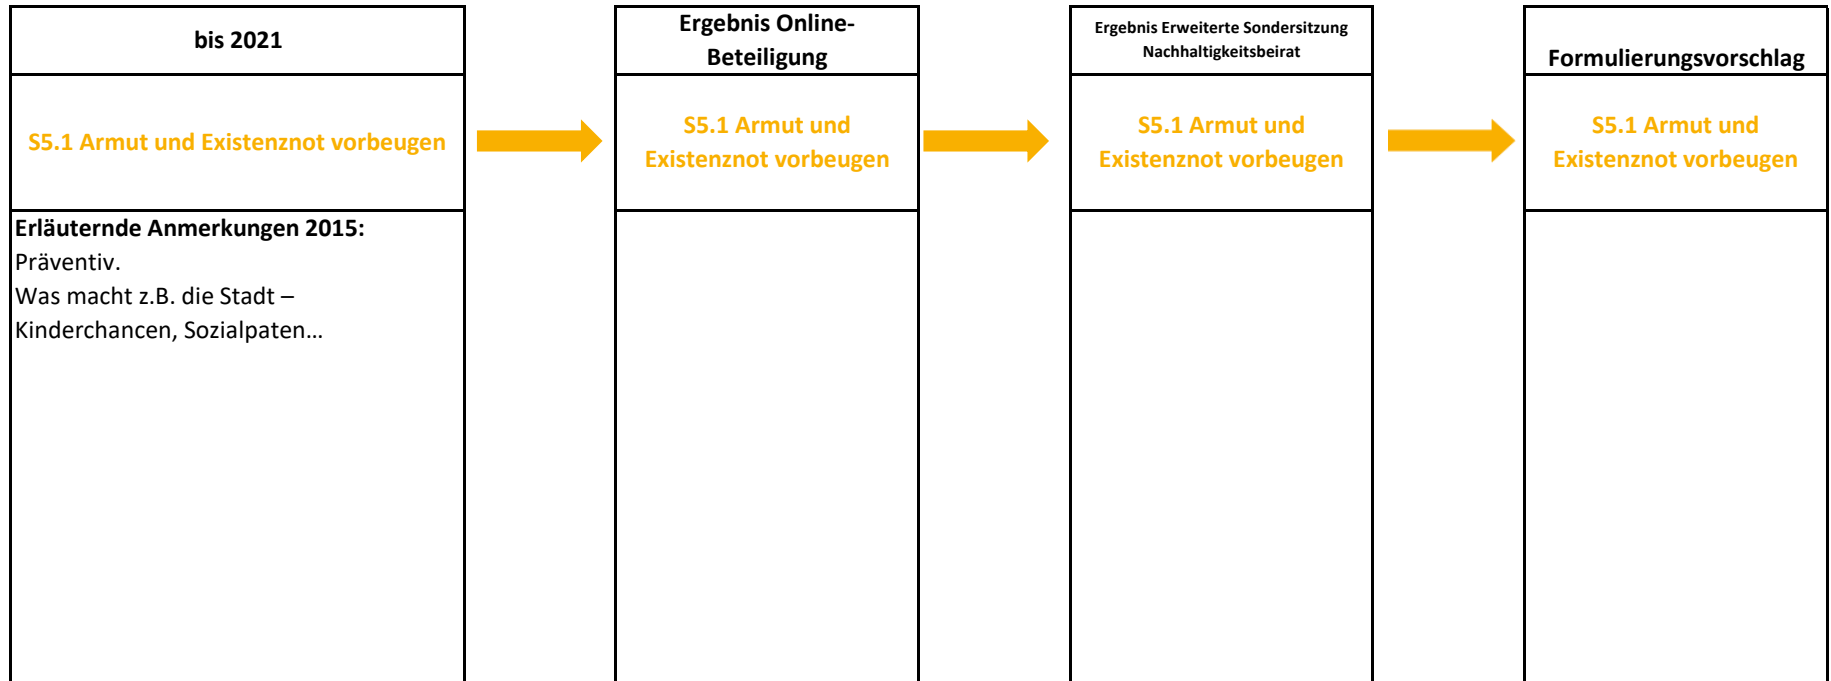 bis 2021
S5.1 Armut und Existenznot vorbeugen
Erläuternde Anmerkungen 2015:
Präventiv.
Was macht z.B. die Stadt –
Kinderchancen, Sozialpaten…
Ergebnis Online-
Beteiligung
S5.1 Armut und
Existenznot vorbeugen
Ergebnis Erweiterte Sondersitzung
Nachhaltigkeitsbeirat
S5.1 Armut und
Existenznot vorbeugen
Formulierungsvorschlag
S5.1 Armut und
Existenznot vorbeugen